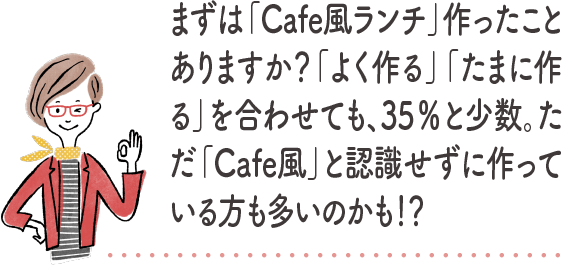 まずは「Cafe風ランチ」作ったこと
ありますか？「よく作る」「たまに作
る」を合わせても、35％と少数。た
だ「Cafe風」と認識せずに作って
いる方も多いのかも！？